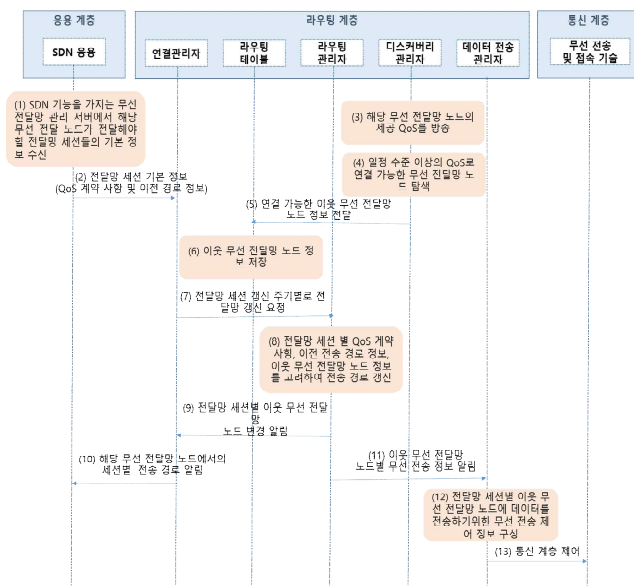 응용 계층
라우팅 계층
통신 계층
SDN 응용
연결관리자
라우팅
테이블
라우팅
관리자
디스커버리
관리자
데이터 전송
관리자
무선 전송
및 접속 기술
(1) SDN 기능을 가지는 무선
전달망 관리 서버에서 해당
무선 전달 노드가 전달해야
할 전달망 세션들의 기본 정
보 수신
(2) 전달망 세션 기본 정보
(QoS 계약 사항 및 이전 경로 정보)
(3) 해당 무선 전달망 노드의
제공 QoS를 방송
(4) 일정 수준 이상의 QoS로
연결 가능한 무선 전달망 노
드 탐색
(5) 연결 가능한 이웃 무선 전달망
노드 정보 전달
(6) 이웃 무선 전달망 노드 정
보 저장
(7) 전달망 세션 갱신 주기별로 전
달망 갱신 요청
(8) 전달망 세션 별 QoS 계약
사항, 이전 전송 경로 정보,
이웃 무선 전달망 노드 정보
를 고려하여 전송 경로 갱신
(9) 전달망 세션별 이웃 무선 전달
망
노드 변경 알림
(10) 해당 무선 전달망 노드에서의
세션별 전송 경로 알림
(11) 이웃 무선 전달망
노드별 무선 전송 정보 알림
(12) 전달망 세션별 이웃 무
선 전달망 노드에 데이터를
전송하기위한 무선 전송 제
어 정보 구성
(13) 통신 계층 제어